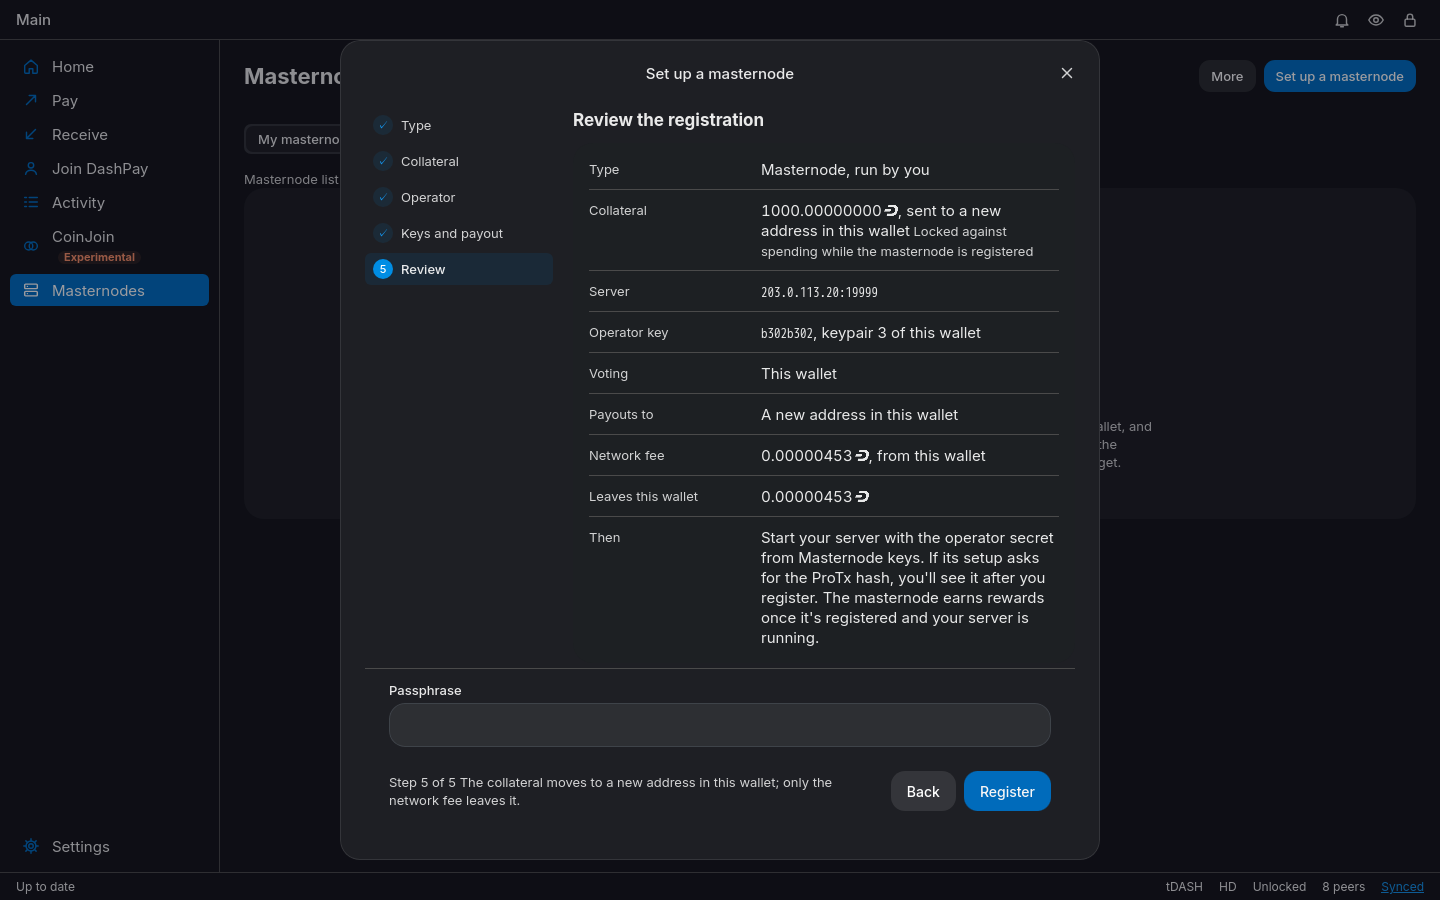 Main
Home
Pay
Receive
Join DashPay
Activity
CoinJoin
Experimental
Masternodes
Settings
More
Set up a masternode
Masternode list
allet, and
the
get.
Set up a masternode
✓ Type
✓ Collateral
✓ Operator
✓ Keys and payout
5 Review
Review the registration
Type Masternode, run by you
Collateral 1000.00000000, sent to a new
address in this wallet Locked against
spending while the masternode is registered
Server 203.0.113.20:19999
Operator key b302b302, keypair 3 of this wallet
Voting This wallet
Payouts to A new address in this wallet
Network fee 0.00000453, from this wallet
Leaves this wallet 0.00000453
Then Start your server with the operator secret
from Masternode keys. If its setup asks
for the ProTx hash, you'll see it after you
register. The masternode earns rewards
once it's registered and your server is
running.
Passphrase
Step 5 of 5 The collateral moves to a new address in this wallet; only the
network fee leaves it.
Back
Register
Up to date
tDASH HD Unlocked 8 peers Synced